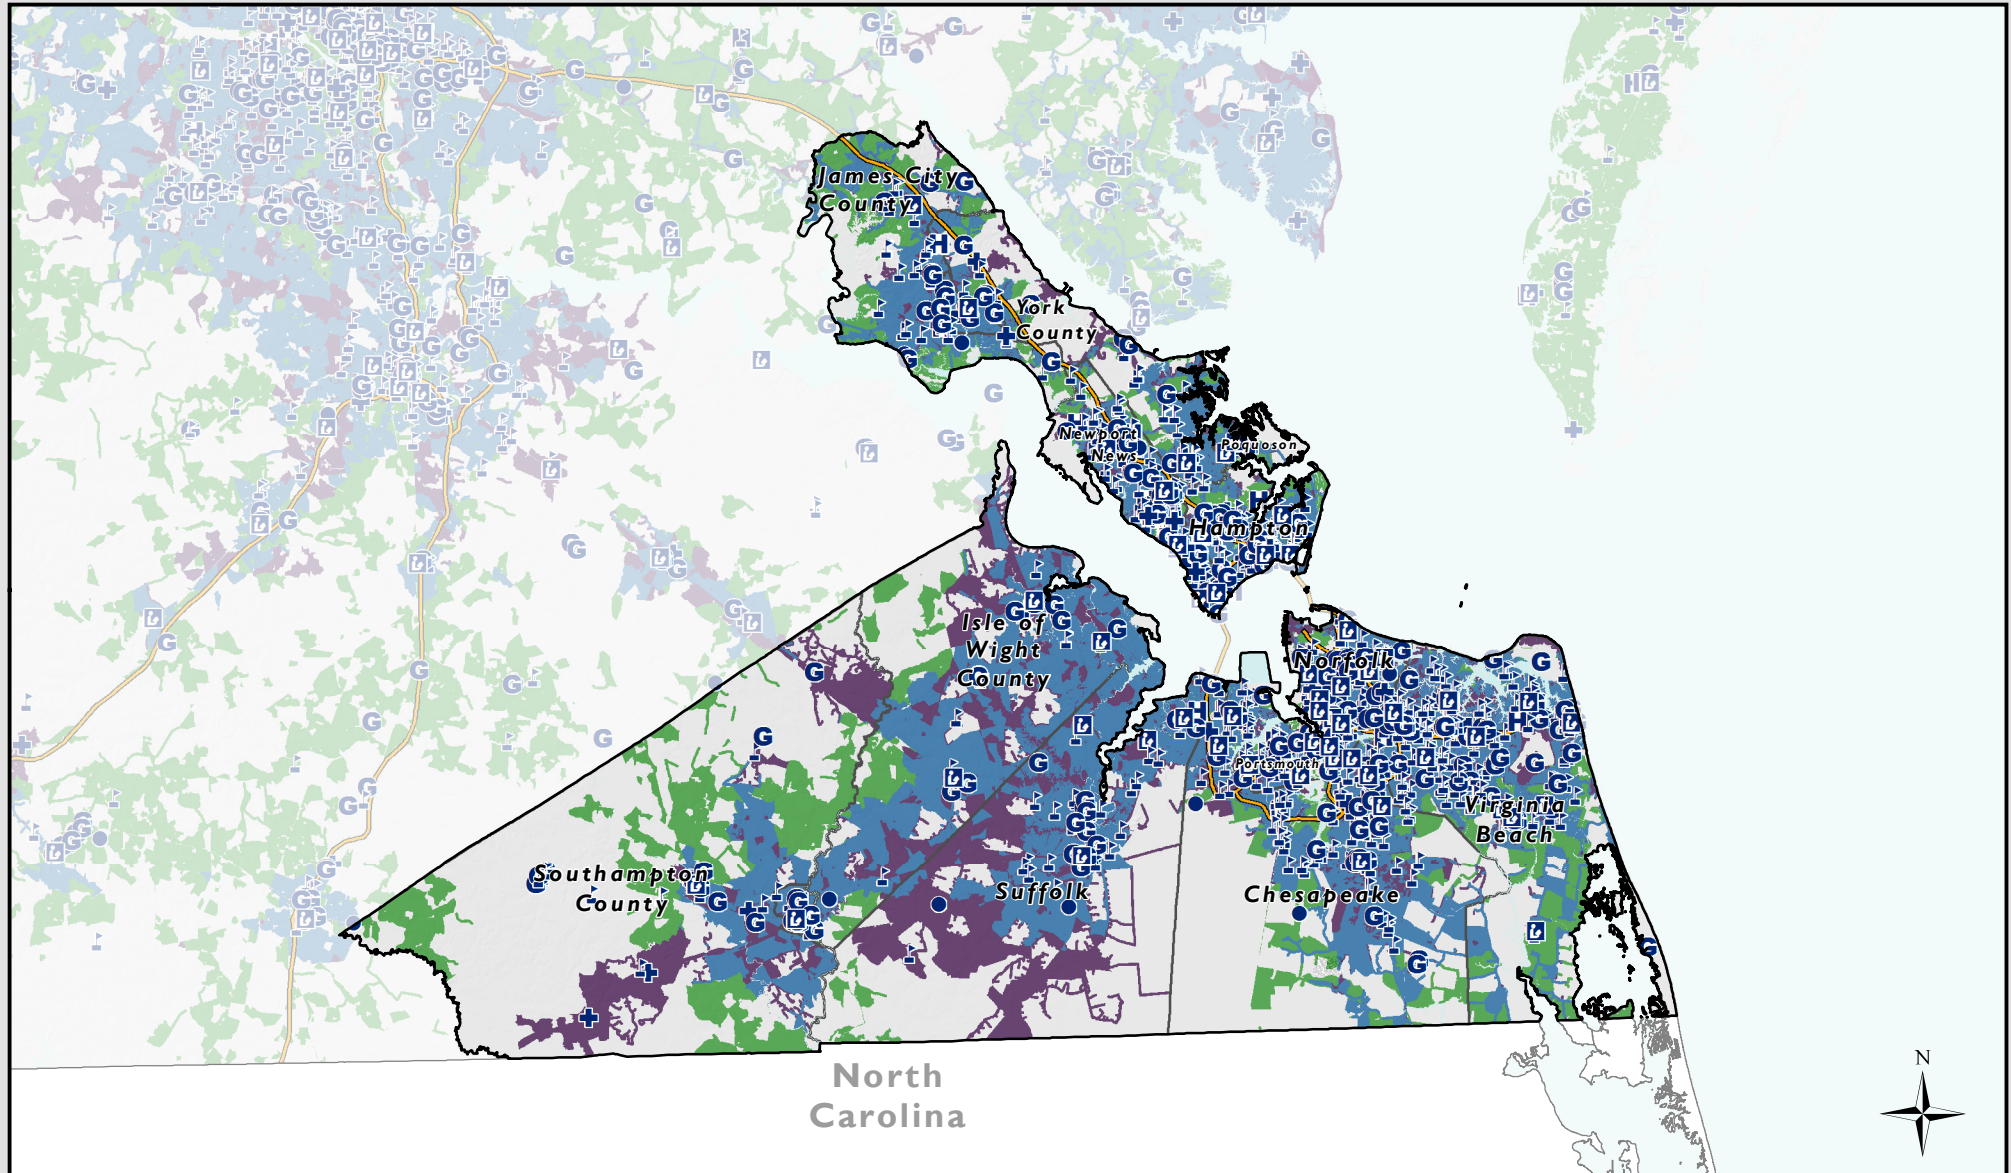 James City
County
York
County
Newport
News
Poquoson
Hampton
Isle of
Wight
County
Norfolk
Portsmouth
Virginia
Beach
Southampton
County
Suffolk
Chesapeake
North
Carolina
N